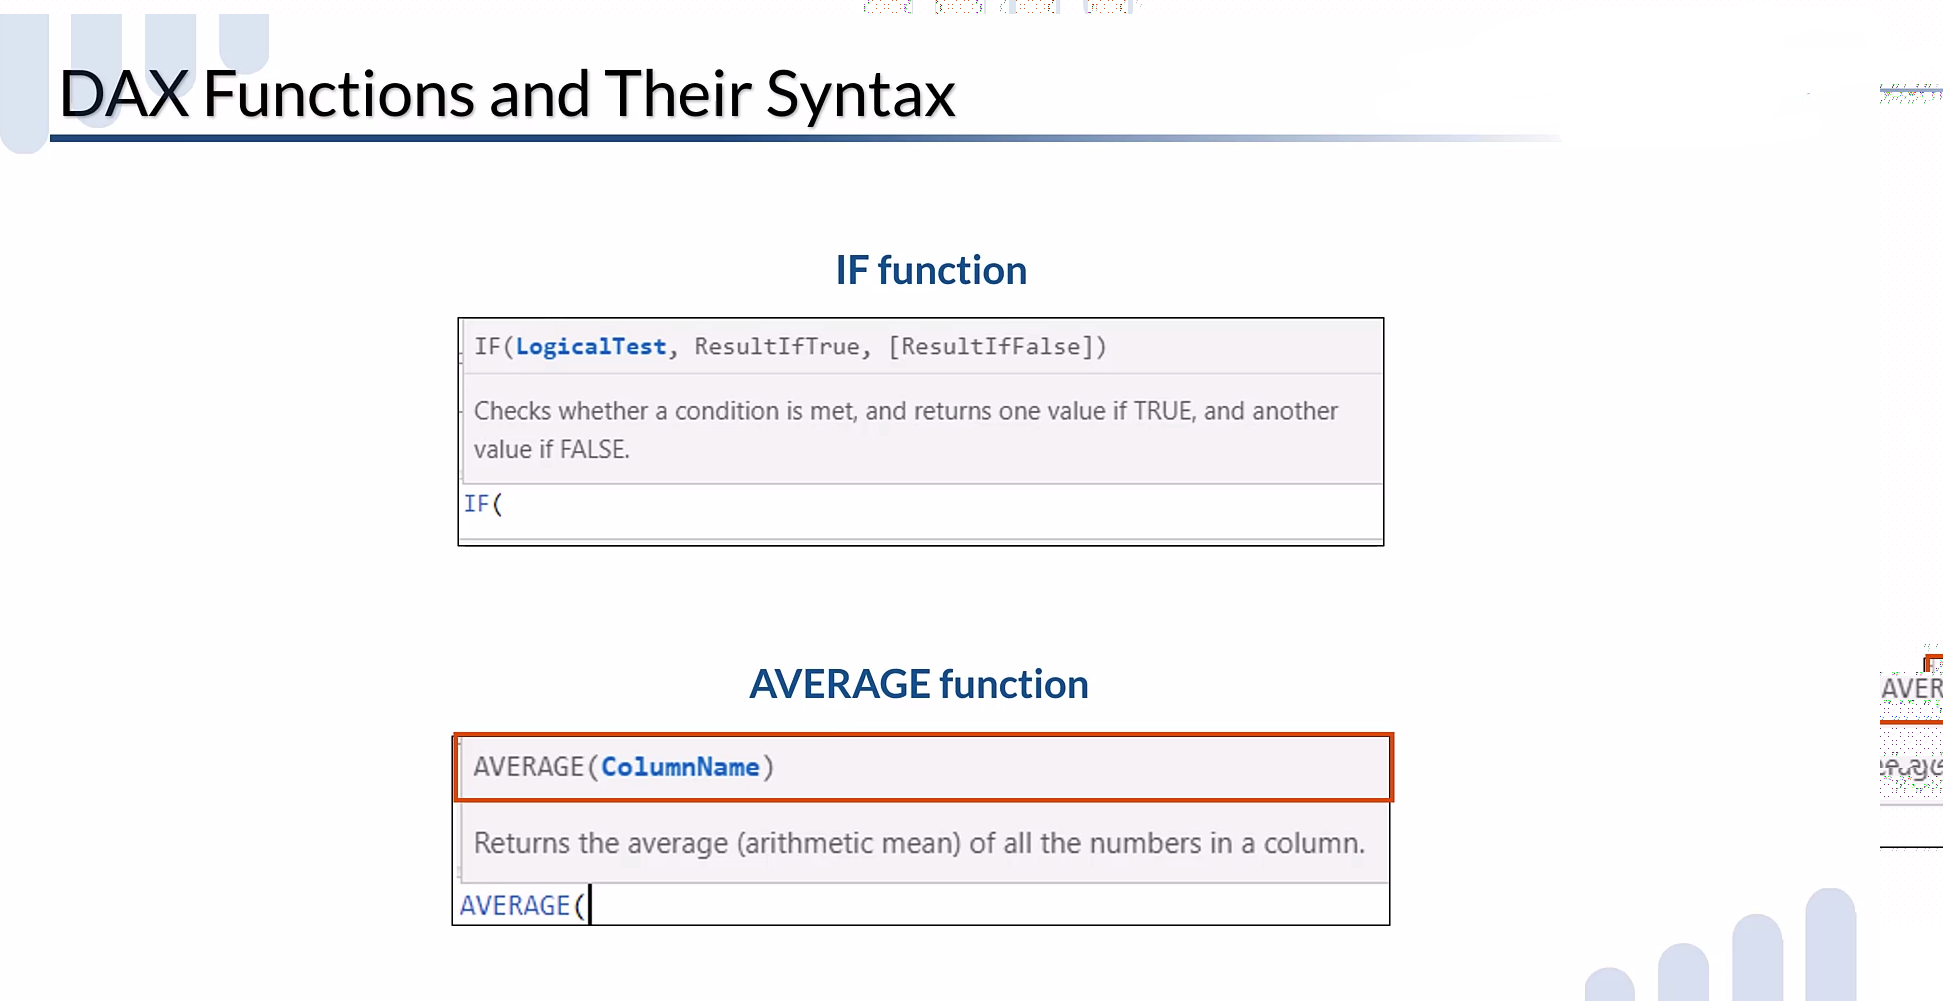 DAX Functions and Their Syntax
IF function
IF(LogicalTest, ResultIfTrue, [ResultIfFalse])
Checks whether a condition is met, and returns one value if TRUE, and another
value if FALSE.
IF(
AVERAGE function
AVERAGE(ColumnName)
Returns the average (arithmetic mean) of all the numbers in a column.
AVERAGE(
AVER